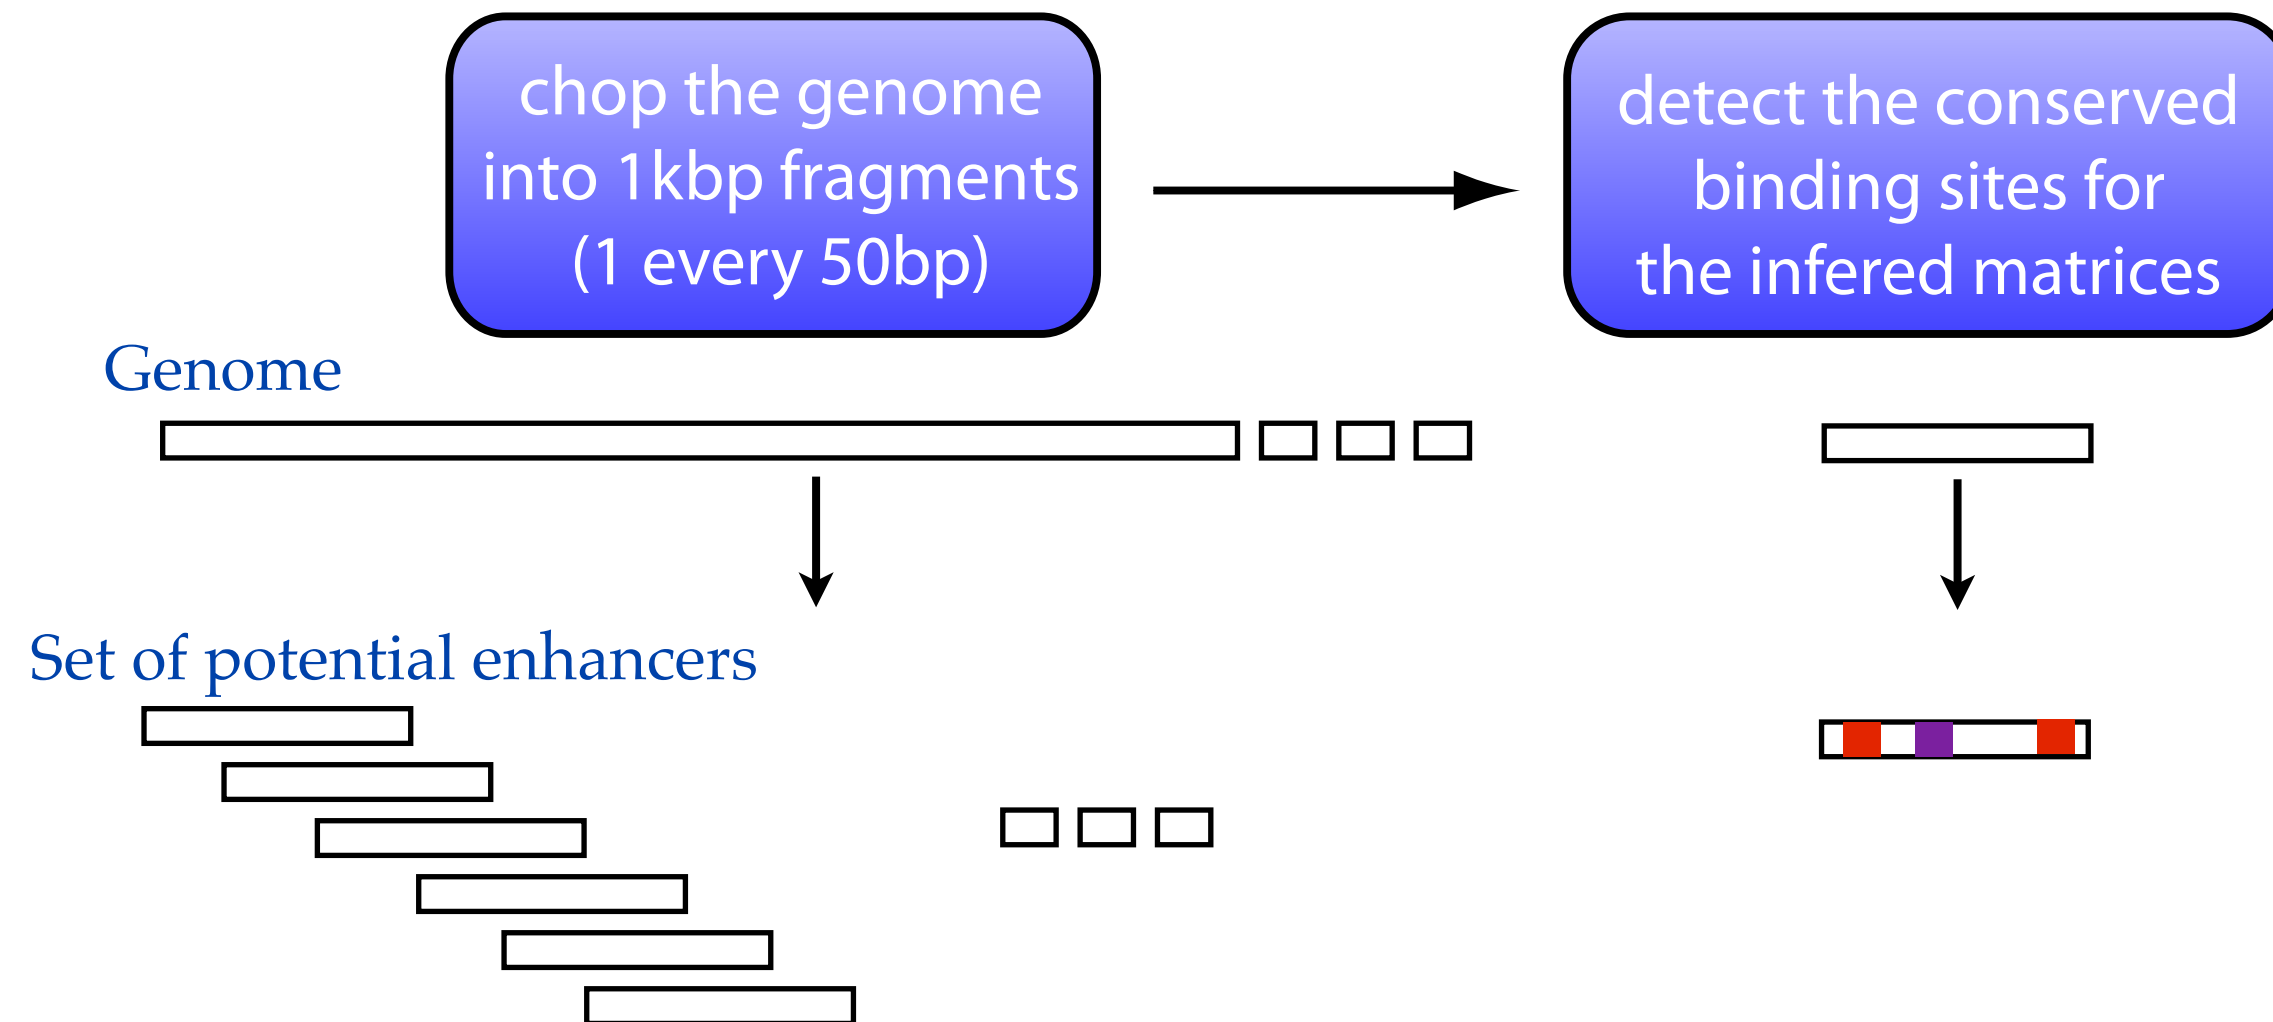 chop the genome
into 1kbp fragments
(1 every 50bp)
detect the conserved
binding sites for
the infered matrices
Genome
Set of potential enhancers